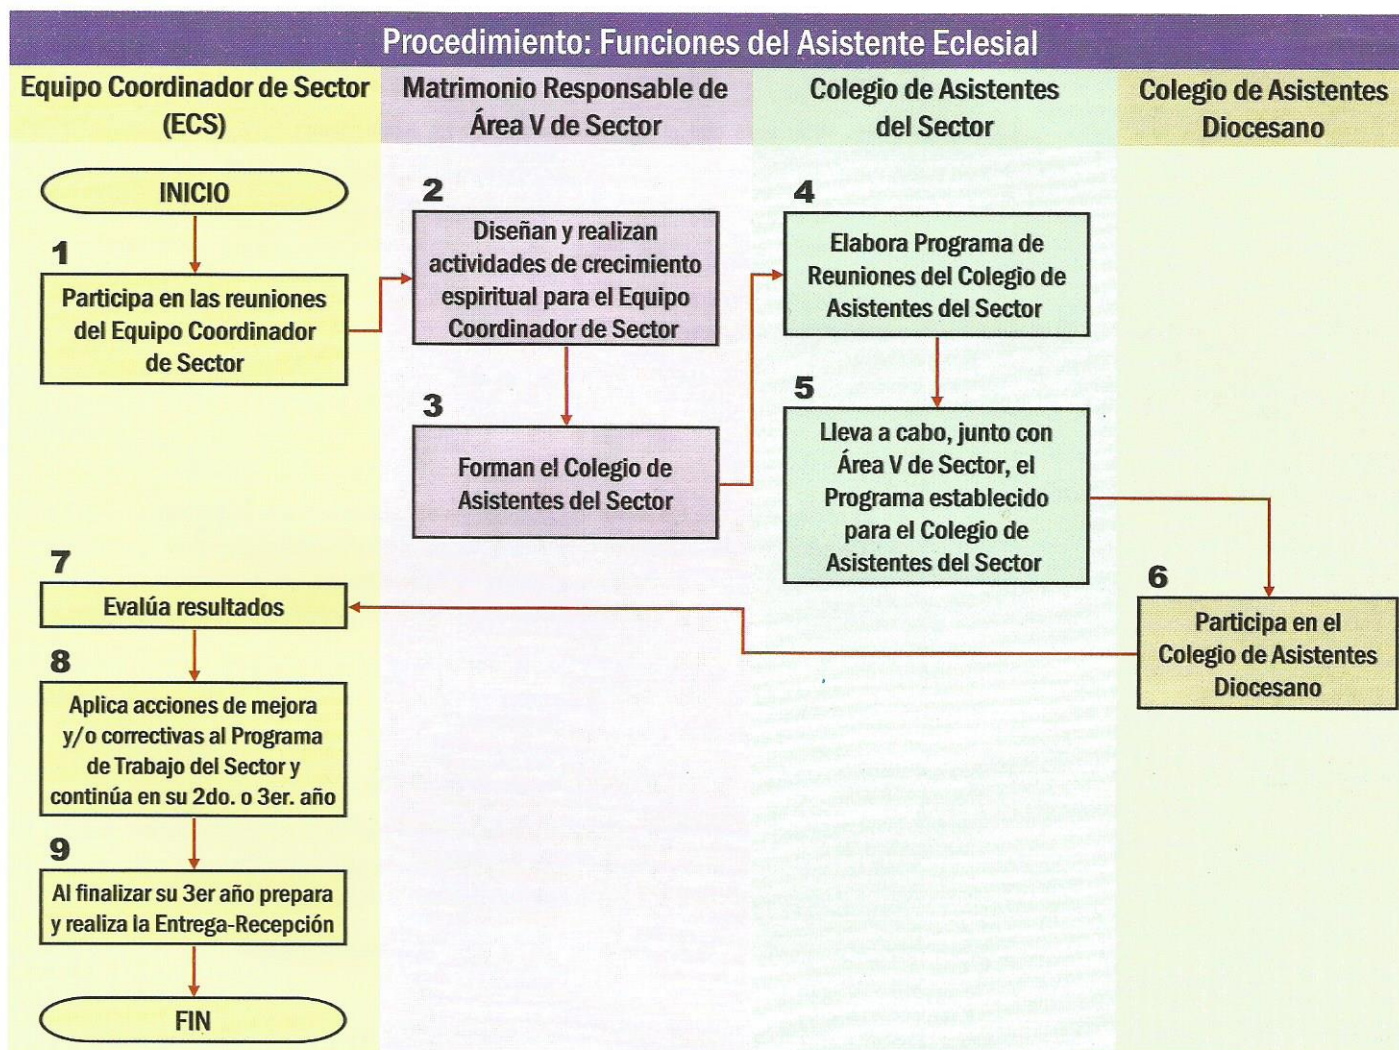 Procedimiento: Funciones del Asistente Eclesial
Equipo Coordinador de Sector
(ECS)
Matrimonio Responsable de
Área V de Sector
Colegio de Asistentes
del Sector
Colegio de Asistentes
Diocesano
INICIO
1
Participa en las reuniones
del Equipo Coordinador
de Sector
2
Diseñan y realizan
actividades de crecimiento
espiritual para el Equipo
Coordinador de Sector
3
Forman el Colegio de
Asistentes del Sector
4
Elabora Programa de
Reuniones del Colegio de
Asistentes del Sector
5
Lleva a cabo, junto con
Área V de Sector, el
Programa establecido
para el Colegio de
Asistentes del Sector
6
Participa en el
Colegio de Asistentes
Diocesano
7
Evalúa resultados
8
Aplica acciones de mejora
y/o correctivas al Programa
de Trabajo del Sector y
continúa en su 2do. o 3er. año
9
Al finalizar su 3er año prepara
y realiza la Entrega-Recepción
FIN